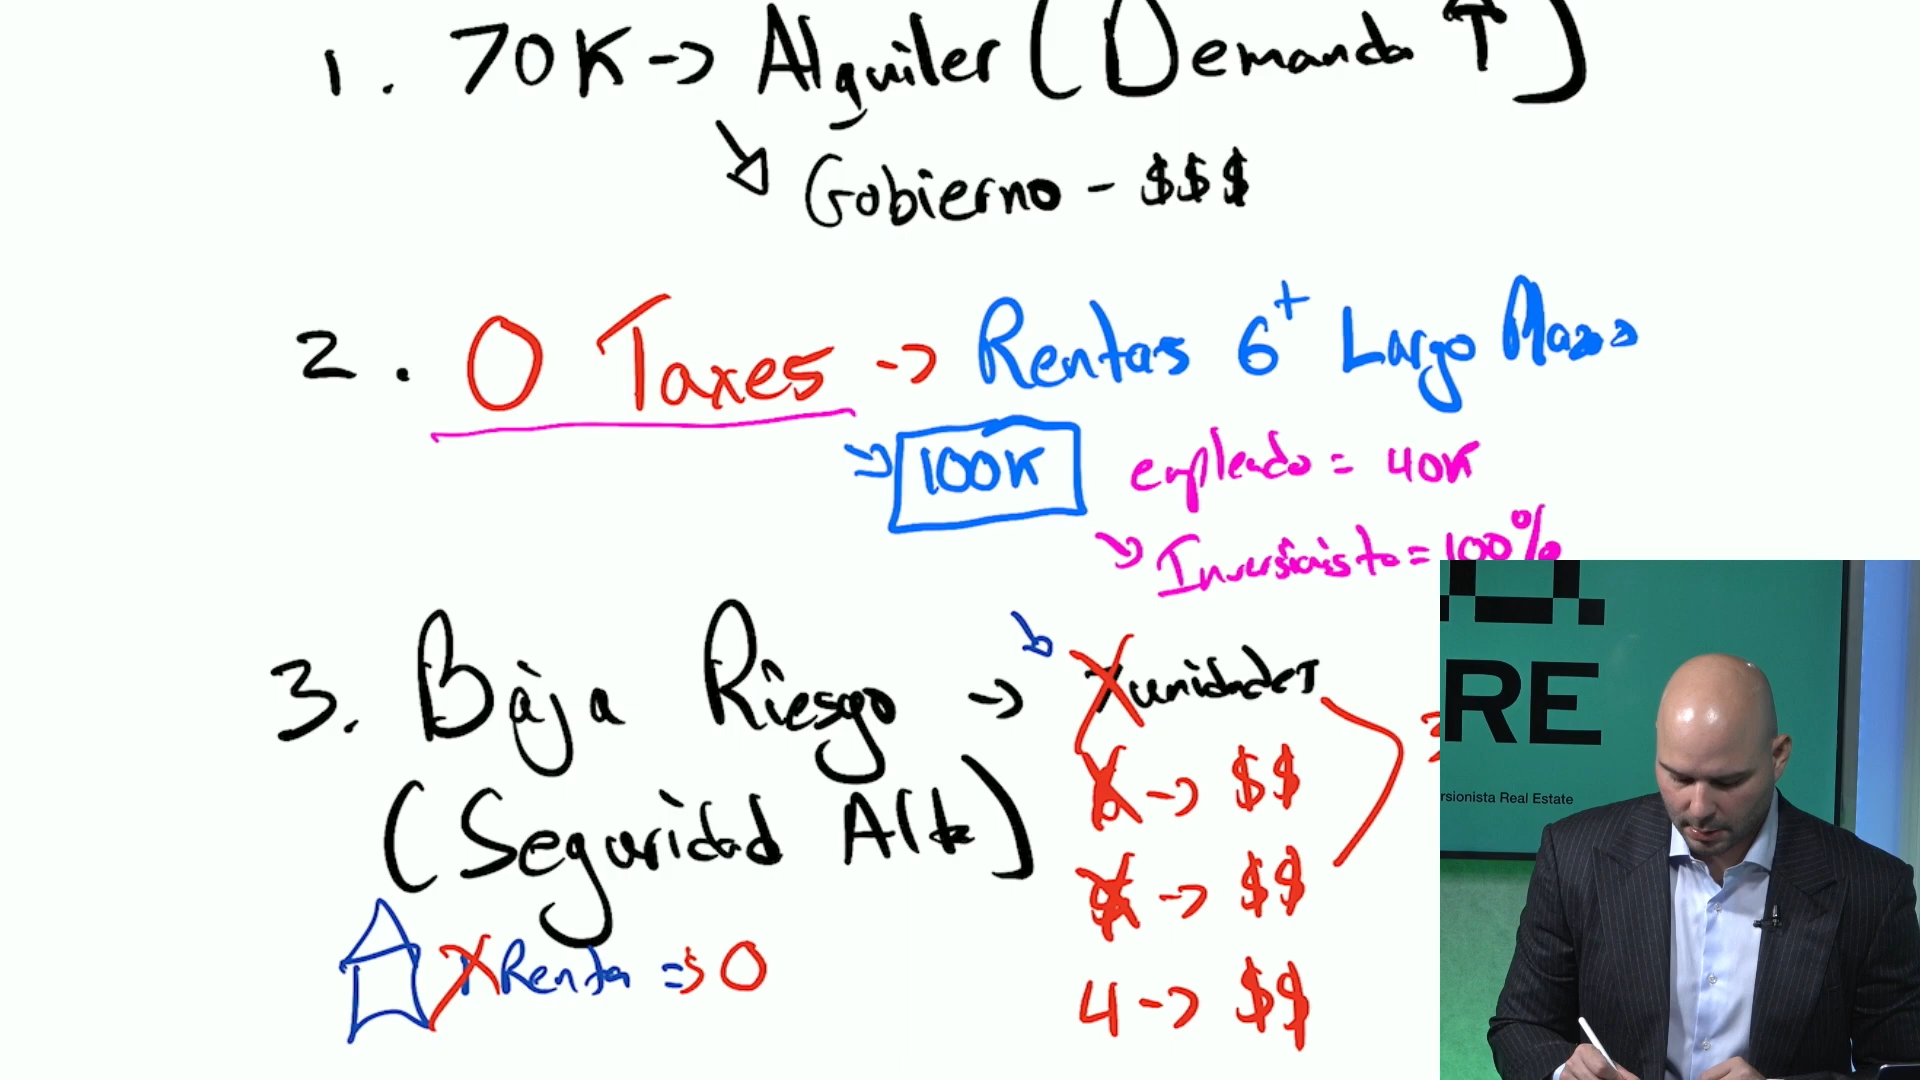 1. 70K -> Alquiler (Demanda ↑)
↘ Gobierno - $$$
2. 0 Taxes -> Rentas 6+ Largo Plazo
-> 100K empleado = 40K
Inversionista = 100%
3. Baja Riesgo -> unidades
(Seguridad Alta)
-> $$
-> $$
4 -> $$
X Renta => 0
RE
rsionista Real Estate